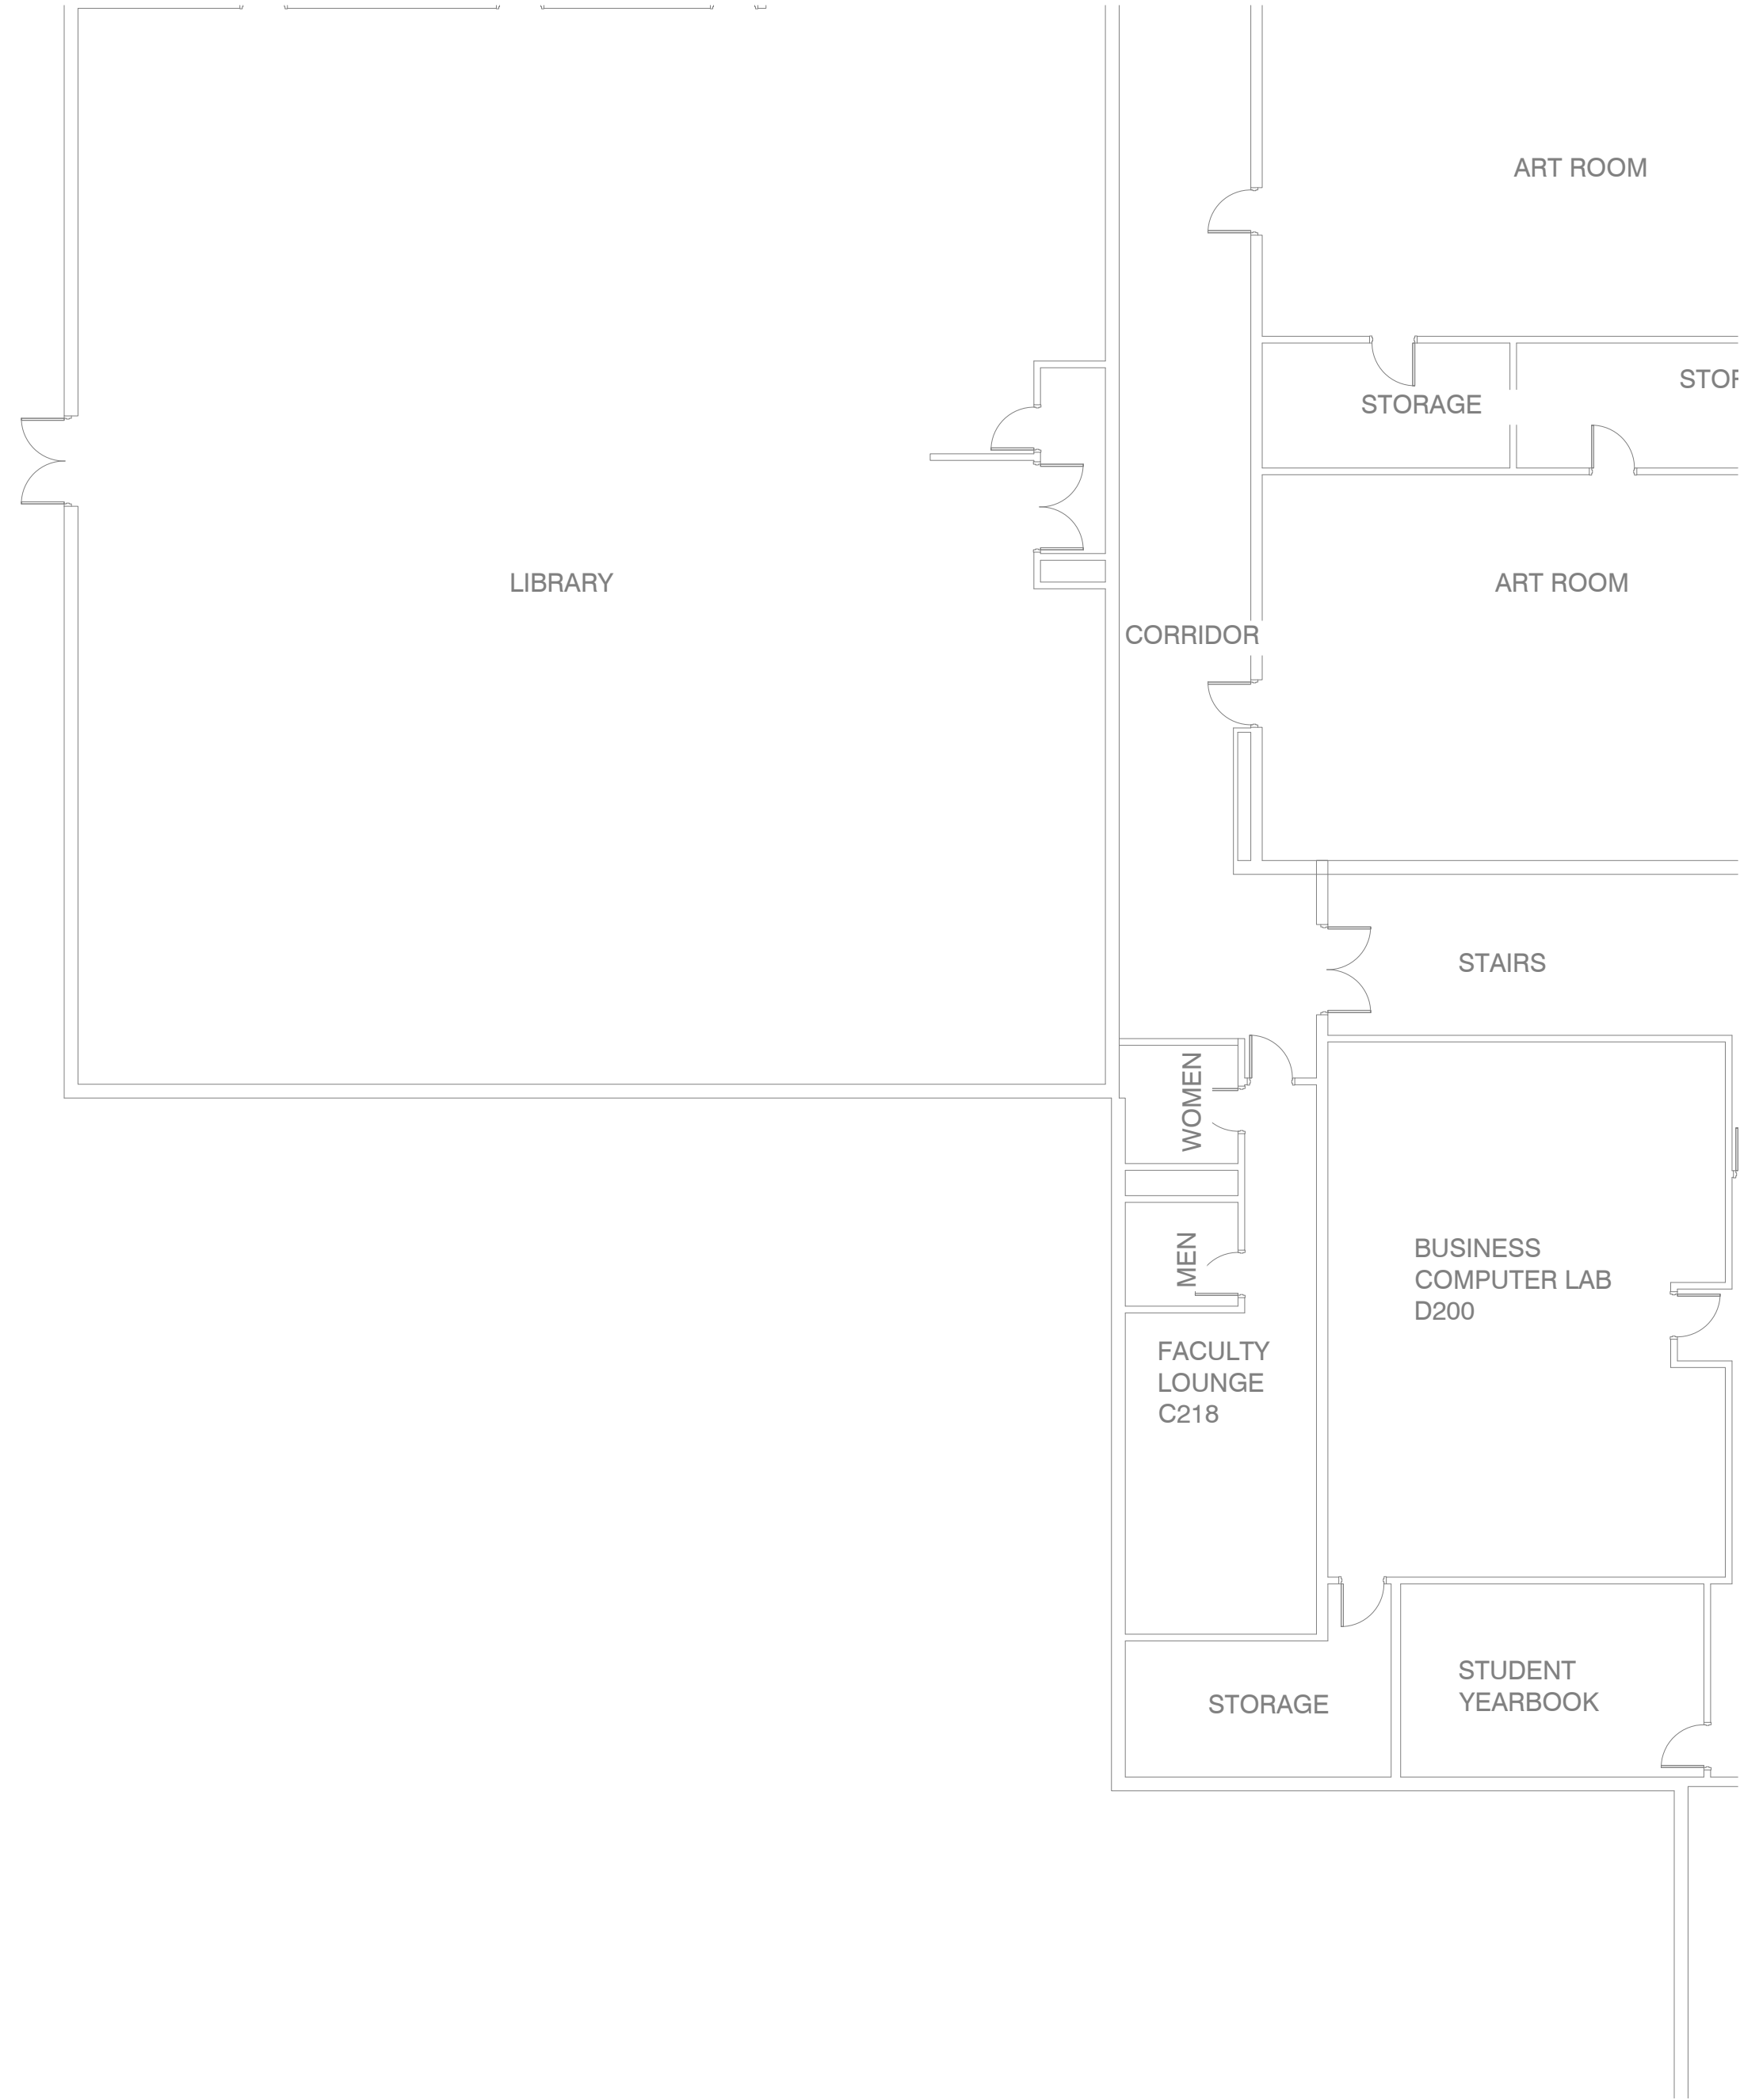 ART ROOM
STORAGE
LIBRARY
ART ROOM
CORRIDOR
STAIRS
WOMEN
MEN
BUSINESS
COMPUTER LAB
D200
FACULTY
LOUNGE
C218
STUDENT
YEARBOOK
STORAGE